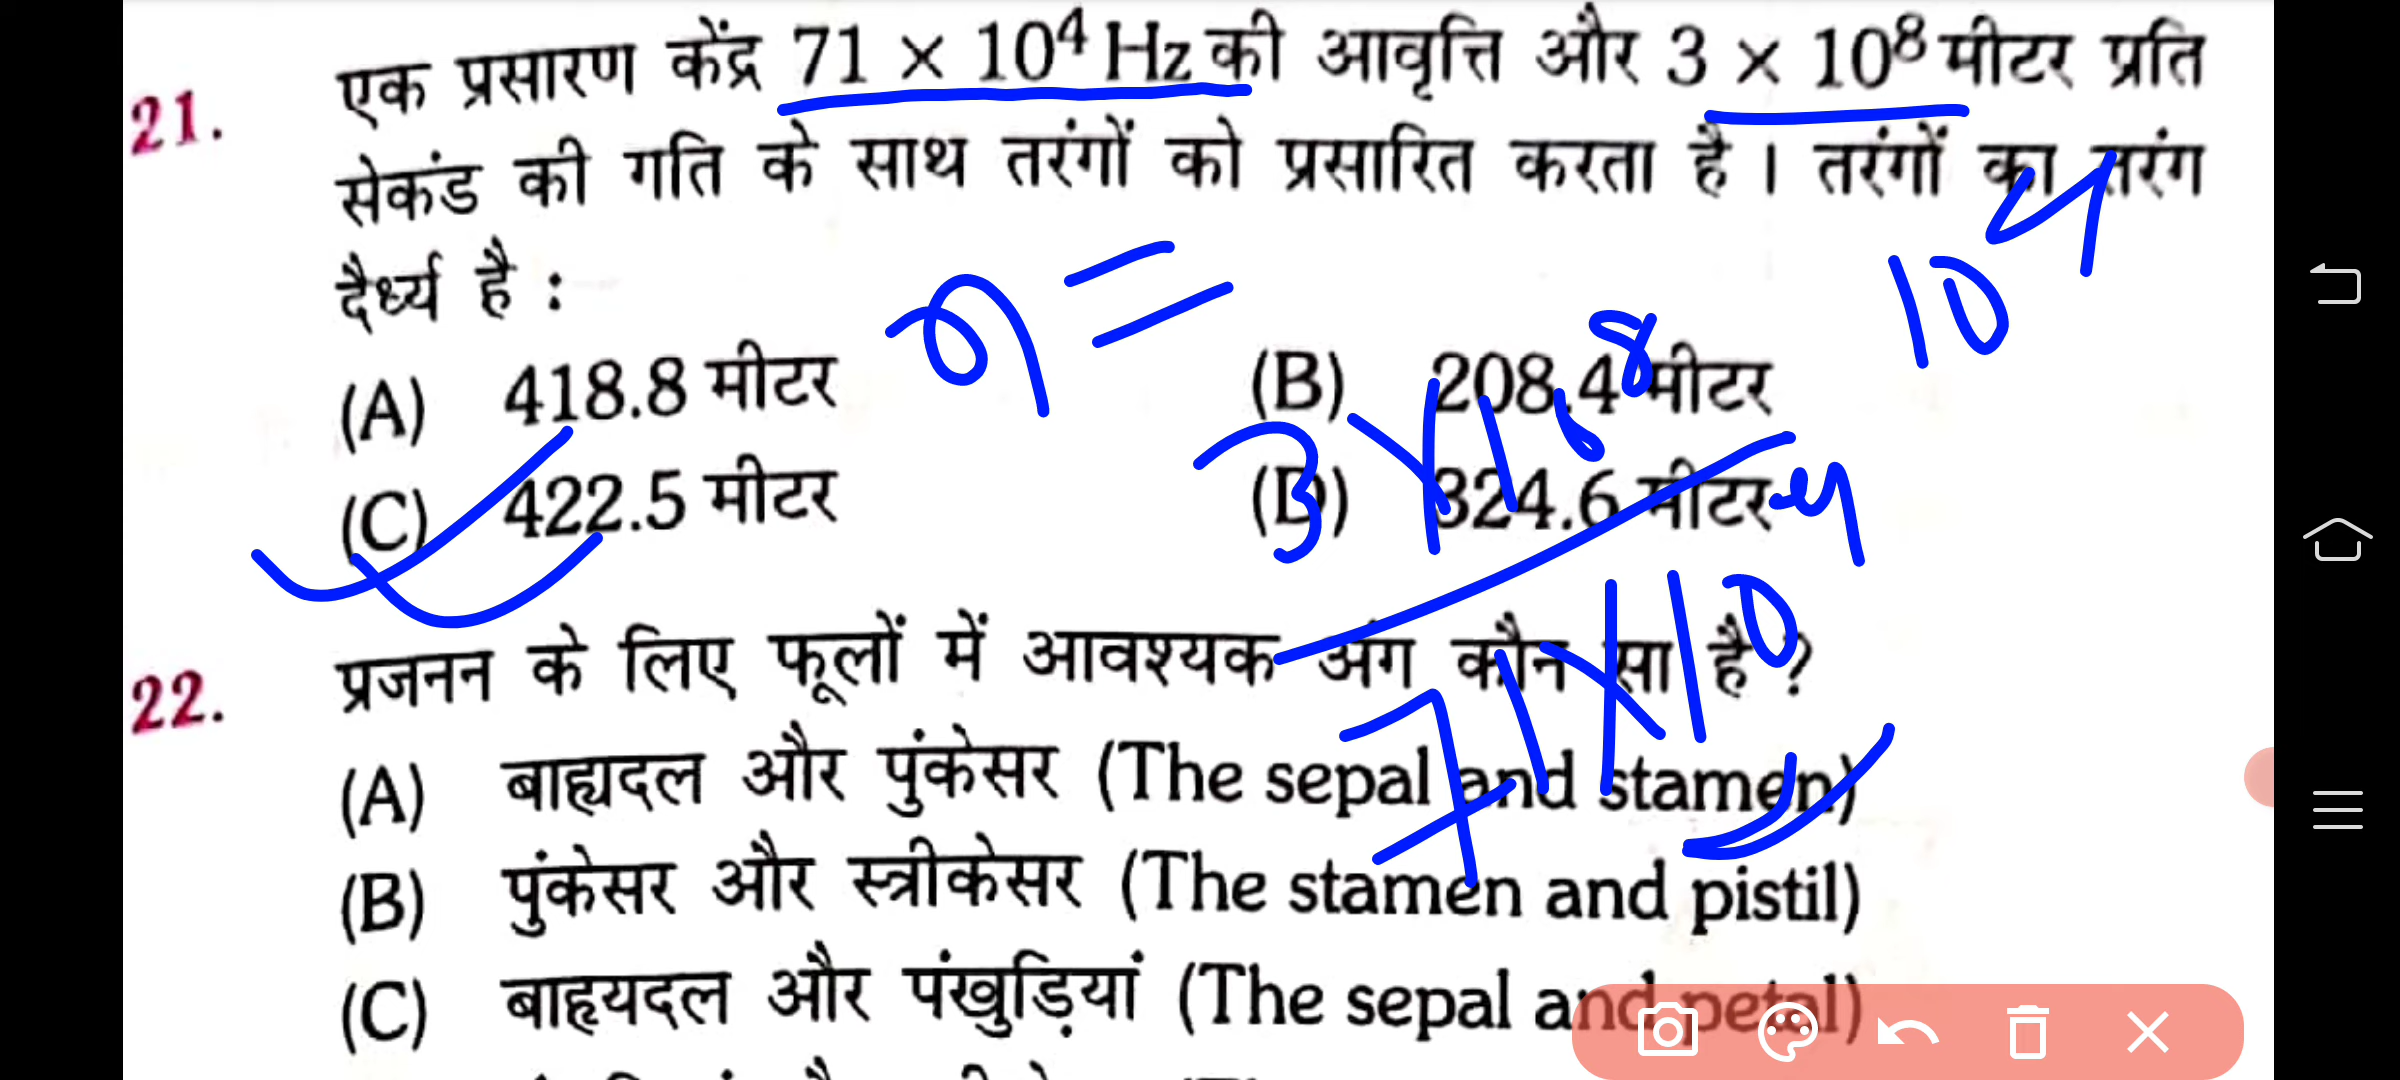 21. एक प्रसारण केंद्र 71 × 10⁴ Hz की आवृत्ति और 3 × 10⁸ मीटर प्रति
सेकंड की गति के साथ तरंगों को प्रसारित करता है । तरंगों का तरंग
दैर्ध्य है :
10⁴
λ =
(A) 418.8 मीटर (B) 208.4 मीटर
(C) 422.5 मीटर (D) 324.6 मीटर
3 × 10⁸
71 × 10⁴
22. प्रजनन के लिए फूलों में आवश्यक अंग कौन सा है ?
(A) बाह्यदल और पुंकेसर (The sepal and stamen)
(B) पुंकेसर और स्त्रीकेसर (The stamen and pistil)
(C) बाहृयदल और पंखुड़ियां (The sepal and petal)